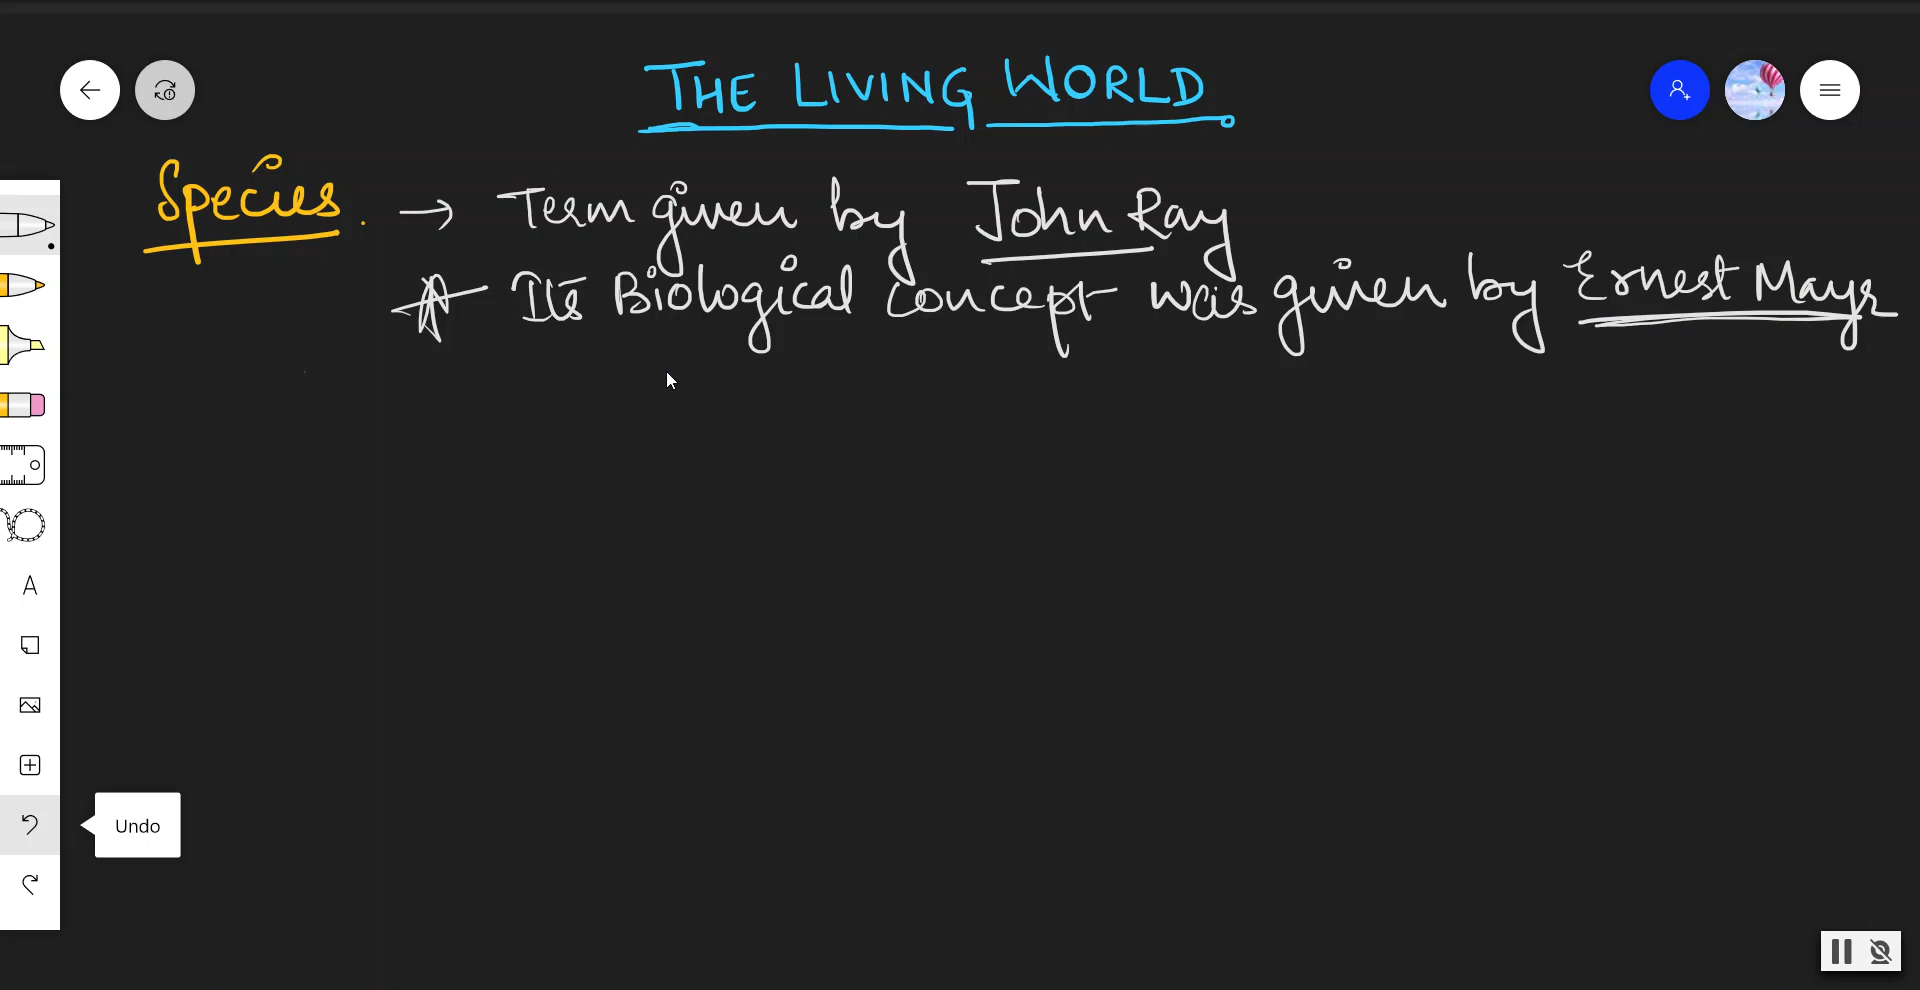 THE LIVING WORLD
Species. → Term given by John Ray
Its Biological concept was given by Ernest Mayr
A
Undo